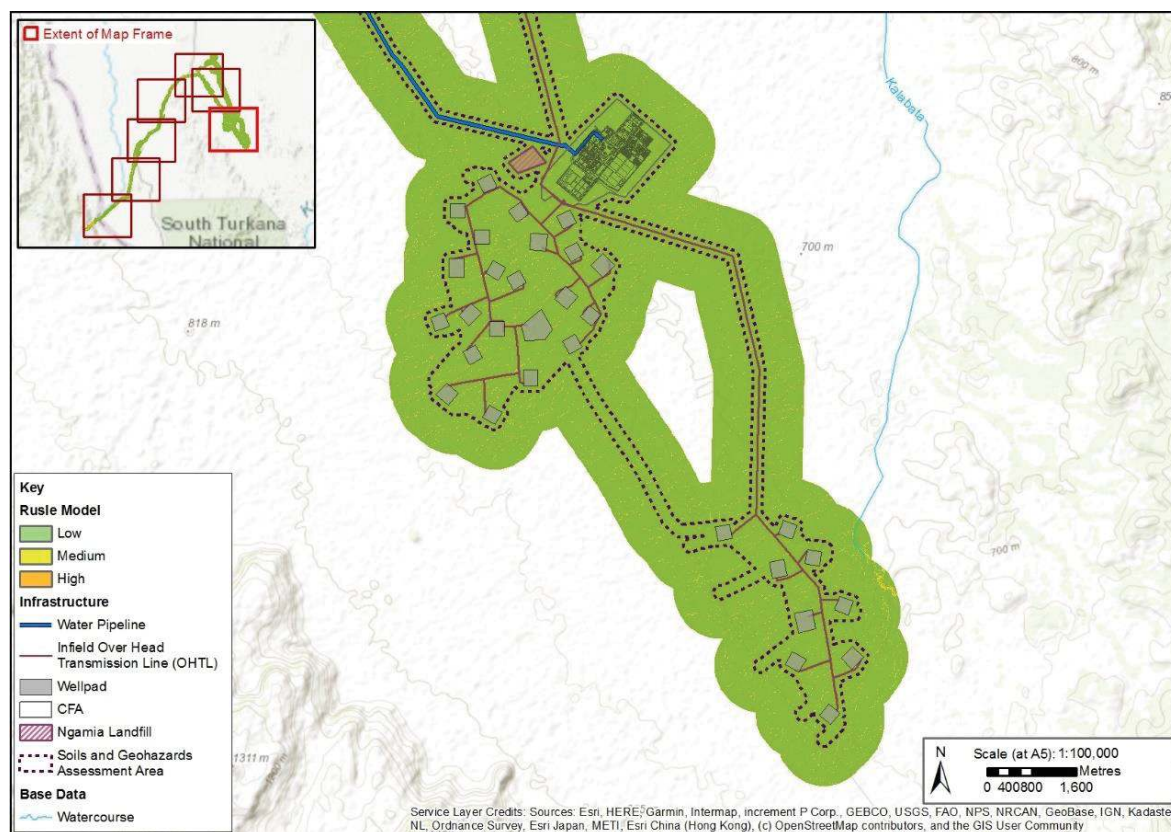 Extent of Map Frame
South Turkana
National
Kalabata
800 m
700 m
818 m
700 m
1311 m
Key
Rusle Model
Low
Medium
High
Infrastructure
Water Pipeline
Infield Over Head
Transmission Line (OHTL)
Wellpad
CFA
Ngamia Landfill
Soils and Geohazards
Assessment Area
Base Data
Watercourse
N
Scale (at A5): 1:100,000
Metres
0 400800 1,600
Service Layer Credits: Sources: Esri, HERE, Garmin, Intermap, increment P Corp., GEBCO, USGS, FAO, NPS, NRCAN, GeoBase, IGN, Kadaster
NL, Ordnance Survey, Esri Japan, METI, Esri China (Hong Kong), (c) OpenStreetMap contributors, and the GIS User Community